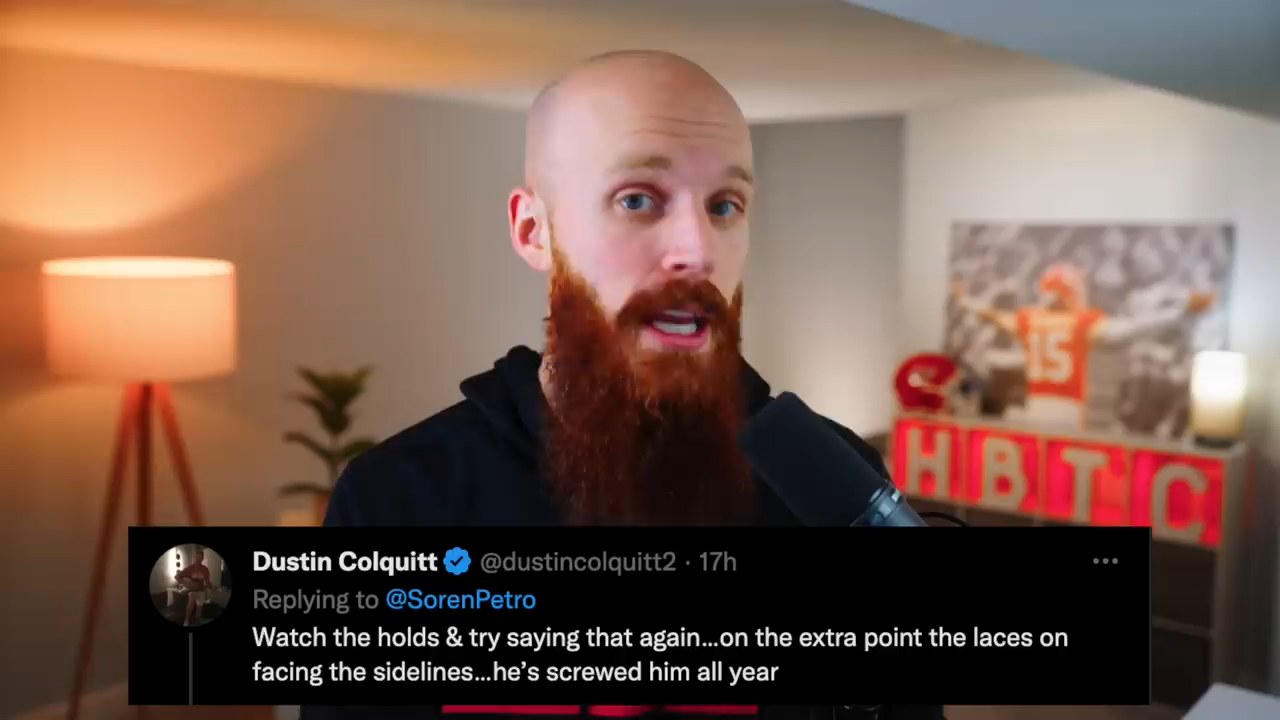 15
HBTC
Dustin Colquitt @dustincolquitt2 · 17h
Replying to @SorenPetro
Watch the holds & try saying that again...on the extra point the laces on
facing the sidelines...he's screwed him all year